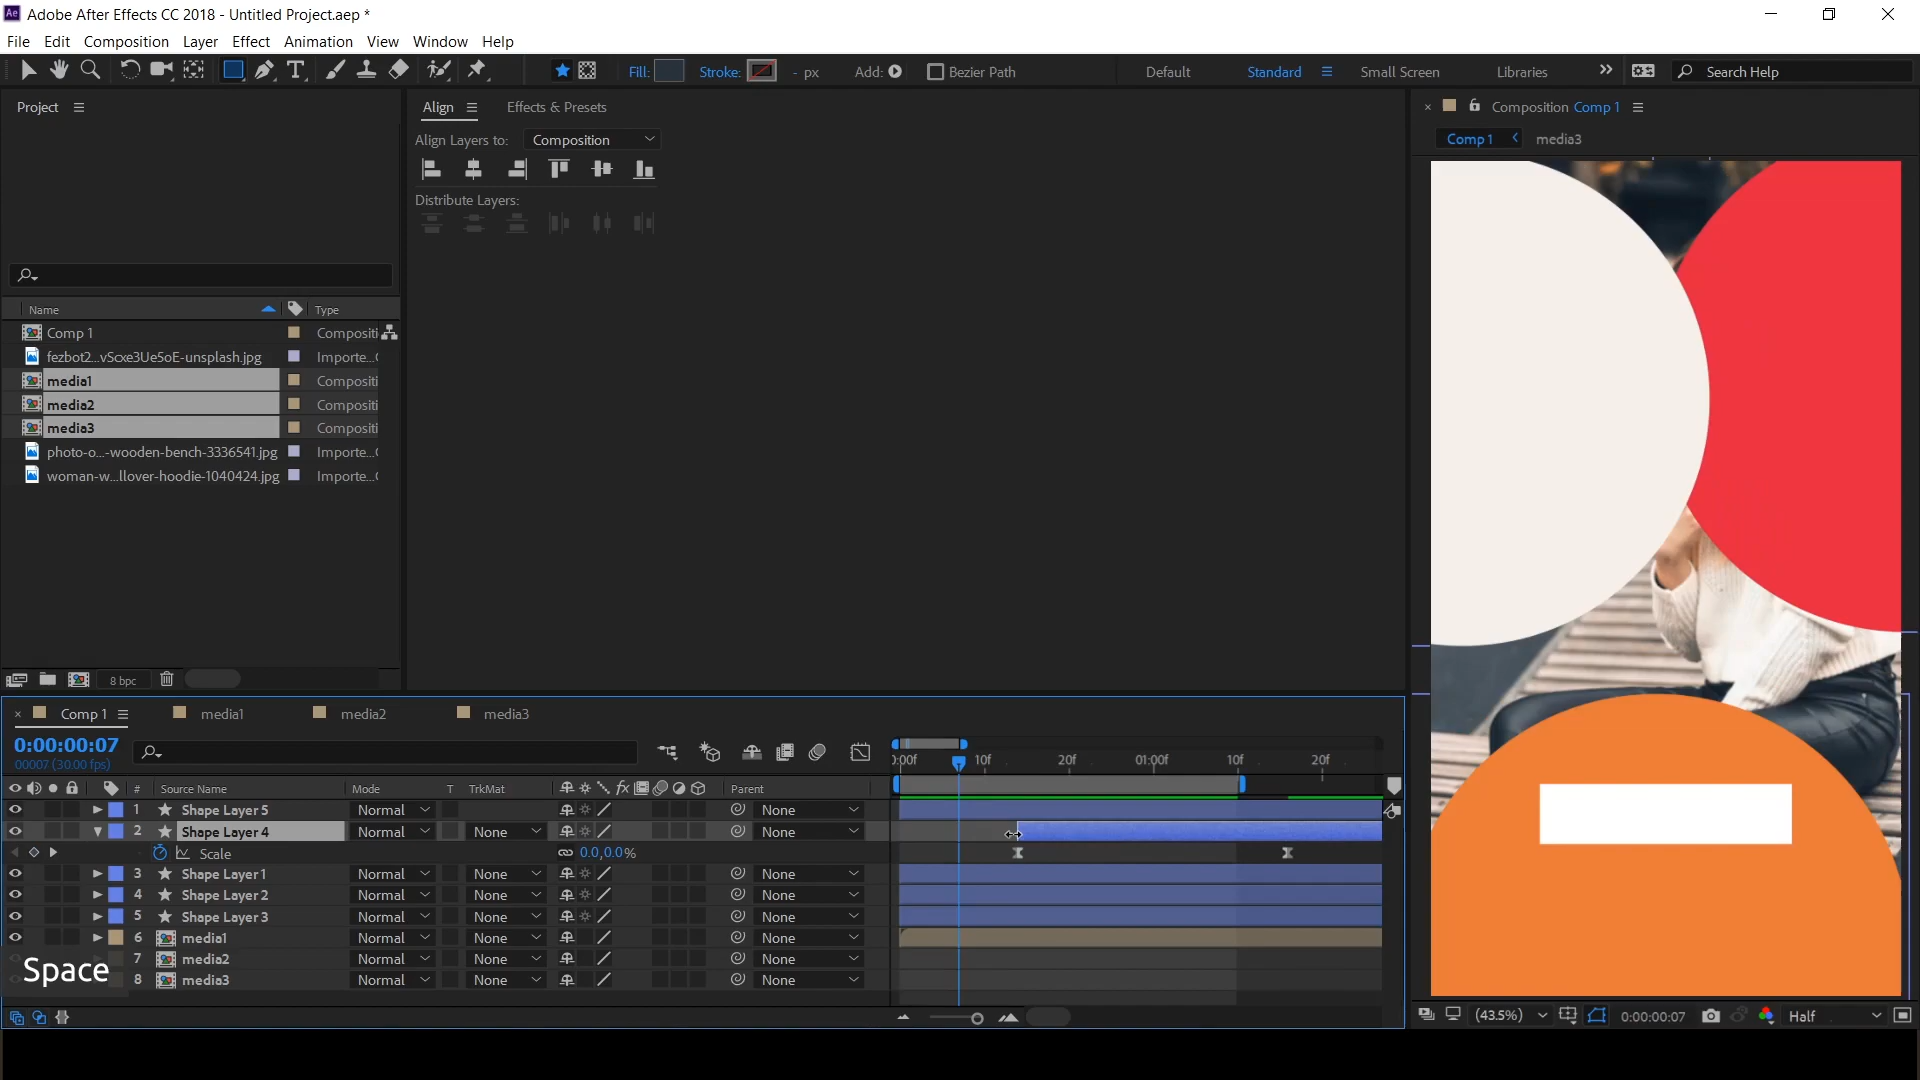 Ae Adobe After Effects CC 2018 - Untitled Project.aep *
File Edit Composition Layer Effect Animation View Window Help
Fill: Stroke: - px Add: Bezier Path Default Standard Small Screen Libraries Search Help
Project
Align Effects & Presets
Composition Comp 1
Align Layers to: Composition
Comp 1 media3
Distribute Layers:
Name Type
Comp 1 Compositi
fezbot2...vScxe3Ue5oE-unsplash.jpg Importe...
media1 Compositi
media2 Compositi
media3 Compositi
photo-o...-wooden-bench-3336541.jpg Importe...
woman-w...llover-hoodie-1040424.jpg Importe...
8 bpc
Comp 1 media1 media2 media3
0:00:00:07
00007 (30.00 fps)
0:00f 10f 20f 01:00f 10f 20f
# Source Name Mode T TrkMat fx Parent
1 Shape Layer 5 Normal None
2 Shape Layer 4 Normal None None
Scale 0.0,0.0%
3 Shape Layer 1 Normal None None
4 Shape Layer 2 Normal None None
5 Shape Layer 3 Normal None None
6 media1 Normal None None
7 media2 Normal None None
8 media3 Normal None None
Space
(43.5%) 0:00:00:07 Half